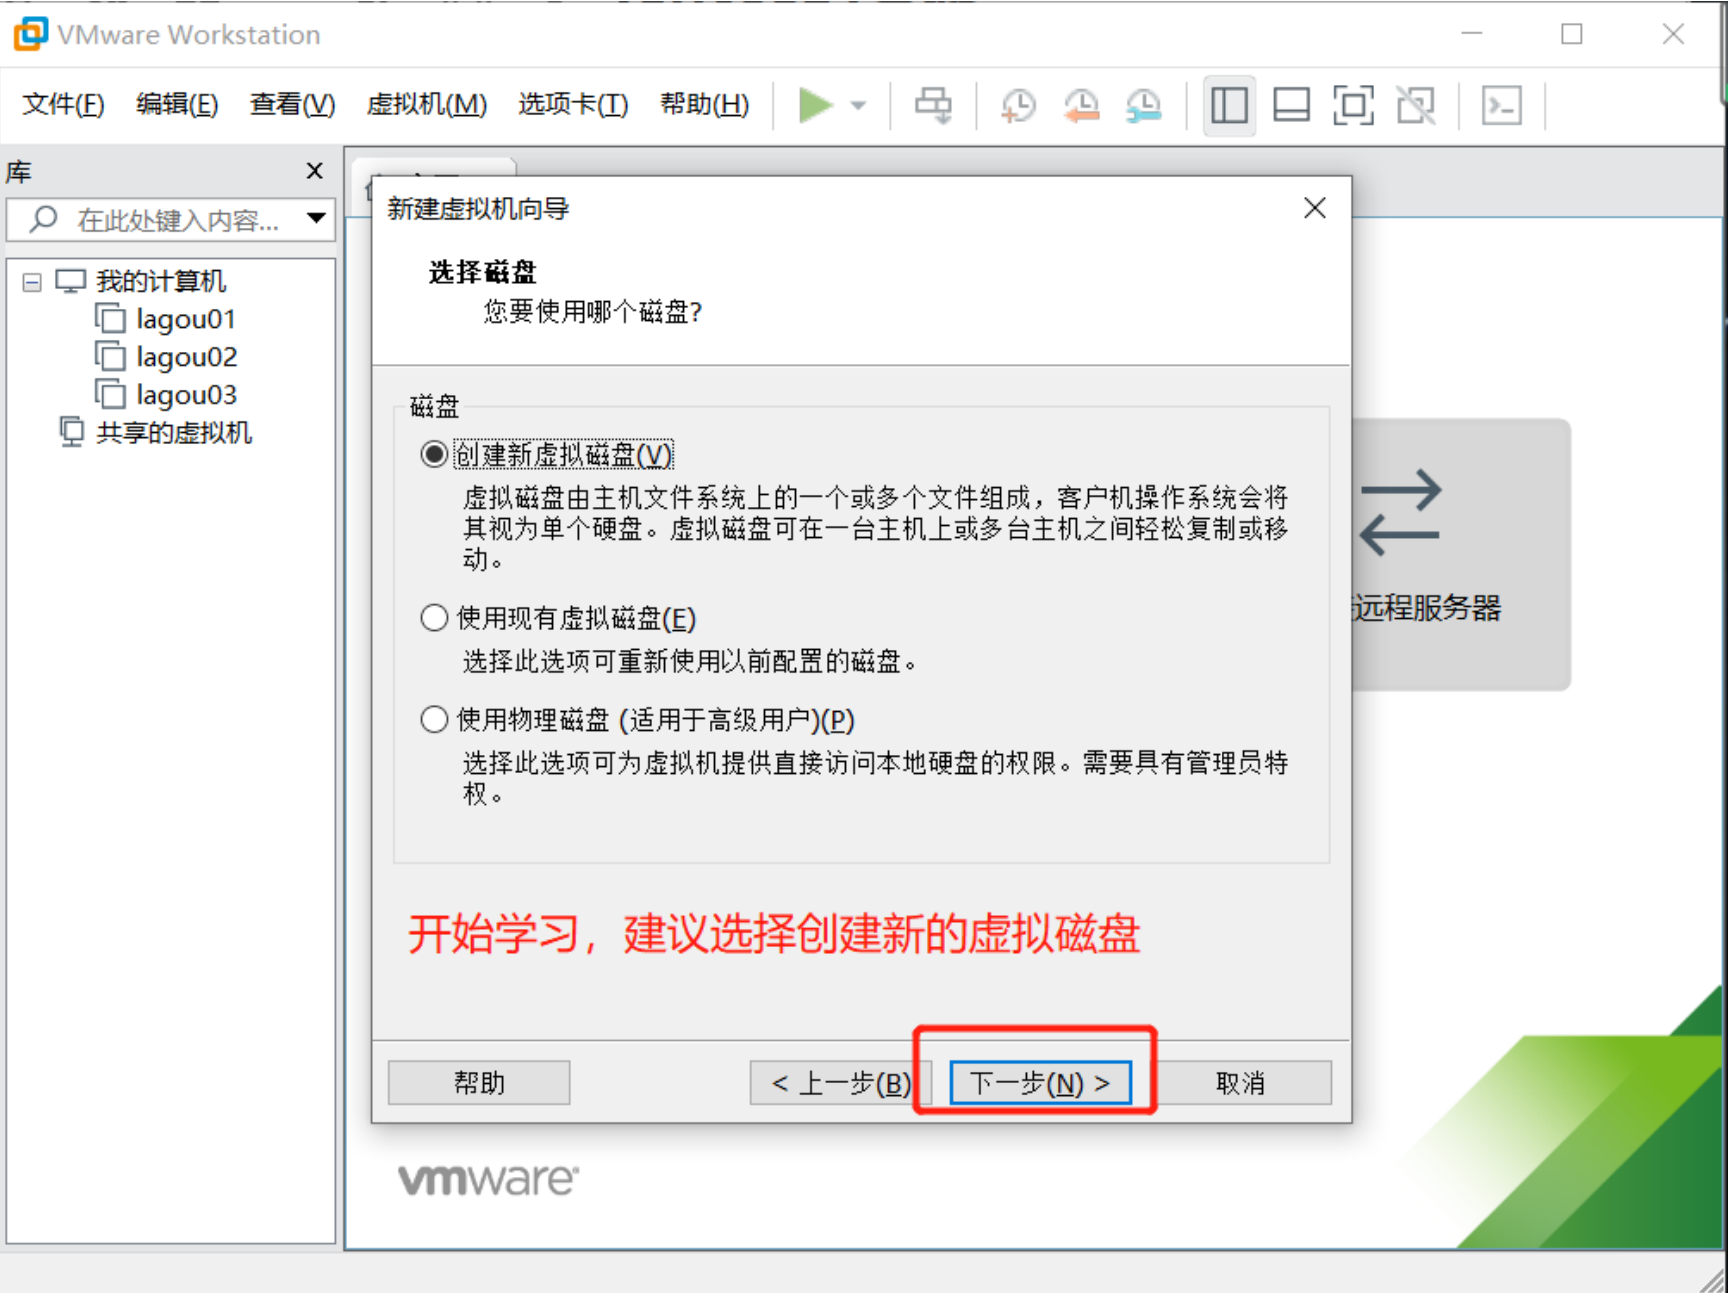 VMware Workstation
文件(F) 编辑(E) 查看(V) 虚拟机(M) 选项卡(T) 帮助(H)
库
在此处键入内容...
我的计算机
lagou01
lagou02
lagou03
共享的虚拟机
新建虚拟机向导
选择磁盘
您要使用哪个磁盘?
磁盘
创建新虚拟磁盘(V)
虚拟磁盘由主机文件系统上的一个或多个文件组成，客户机操作系统会将
其视为单个硬盘。虚拟磁盘可在一台主机上或多台主机之间轻松复制或移
动。
使用现有虚拟磁盘(E)
选择此选项可重新使用以前配置的磁盘。
使用物理磁盘 (适用于高级用户)(P)
选择此选项可为虚拟机提供直接访问本地硬盘的权限。需要具有管理员特
权。
远程服务器
开始学习，建议选择创建新的虚拟磁盘
帮助 < 上一步(B) 下一步(N) > 取消
vmware